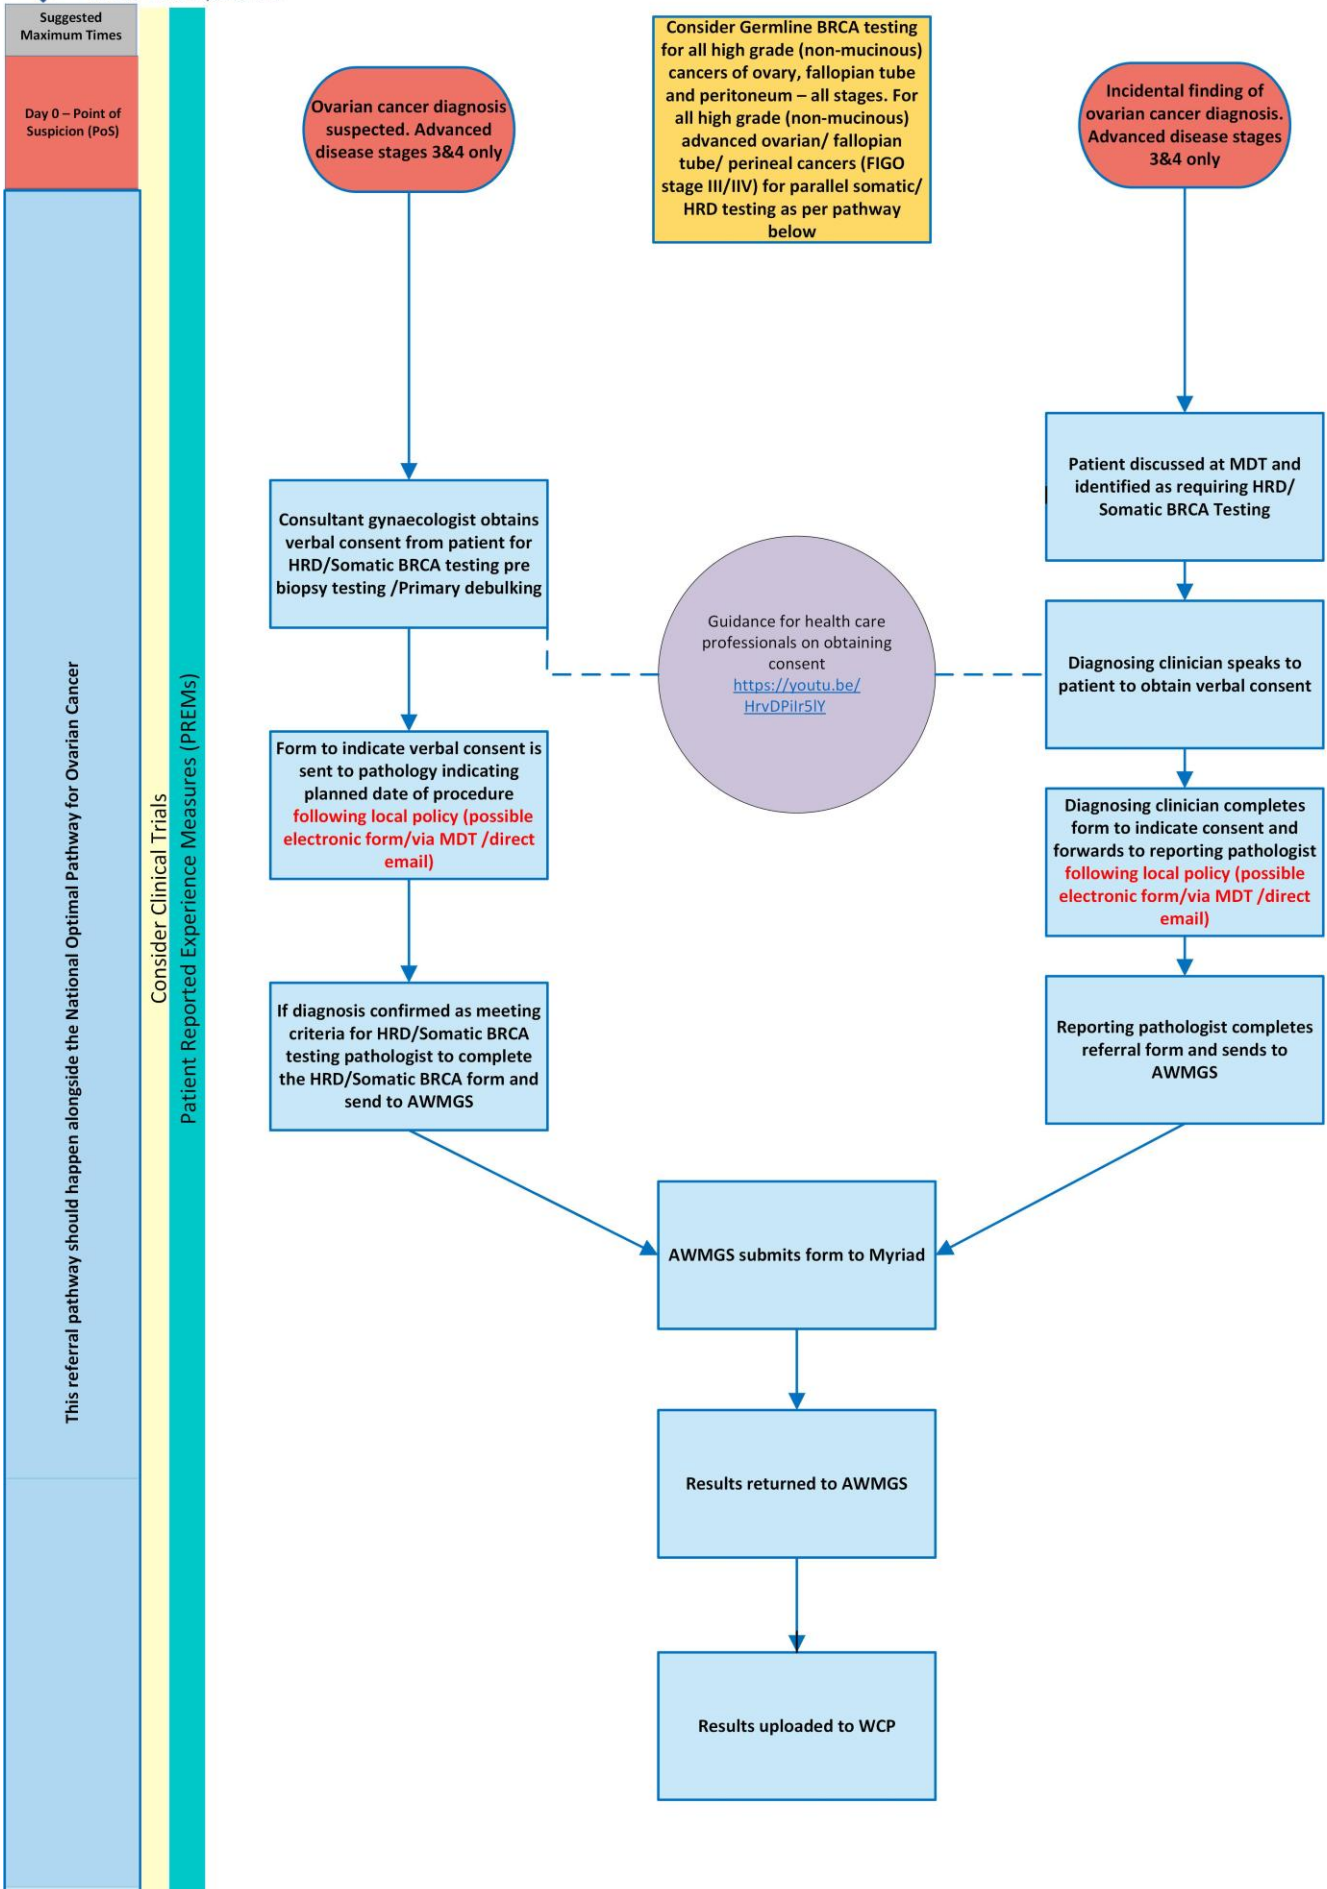 Suggested
Maximum Times
Day 0 – Point of
Suspicion (PoS)
This referral pathway should happen alongside the National Optimal Pathway for Ovarian Cancer
Consider Clinical Trials
Patient Reported Experience Measures (PREMs)
Ovarian cancer diagnosis
suspected. Advanced
disease stages 3&4 only
Consider Germline BRCA testing
for all high grade (non-mucinous)
cancers of ovary, fallopian tube
and peritoneum – all stages. For
all high grade (non-mucinous)
advanced ovarian/ fallopian
tube/ perineal cancers (FIGO
stage III/IIV) for parallel somatic/
HRD testing as per pathway
below
Incidental finding of
ovarian cancer diagnosis.
Advanced disease stages
3&4 only
Consultant gynaecologist obtains
verbal consent from patient for
HRD/Somatic BRCA testing pre
biopsy testing /Primary debulking
Patient discussed at MDT and
identified as requiring HRD/
Somatic BRCA Testing
Guidance for health care
professionals on obtaining
consent
https://youtu.be/
HrvDPiIr5lY
Diagnosing clinician speaks to
patient to obtain verbal consent
Form to indicate verbal consent is
sent to pathology indicating
planned date of procedure
following local policy (possible
electronic form/via MDT /direct
email)
Diagnosing clinician completes
form to indicate consent and
forwards to reporting pathologist
following local policy (possible
electronic form/via MDT /direct
email)
If diagnosis confirmed as meeting
criteria for HRD/Somatic BRCA
testing pathologist to complete
the HRD/Somatic BRCA form and
send to AWMGS
Reporting pathologist completes
referral form and sends to
AWMGS
AWMGS submits form to Myriad
Results returned to AWMGS
Results uploaded to WCP